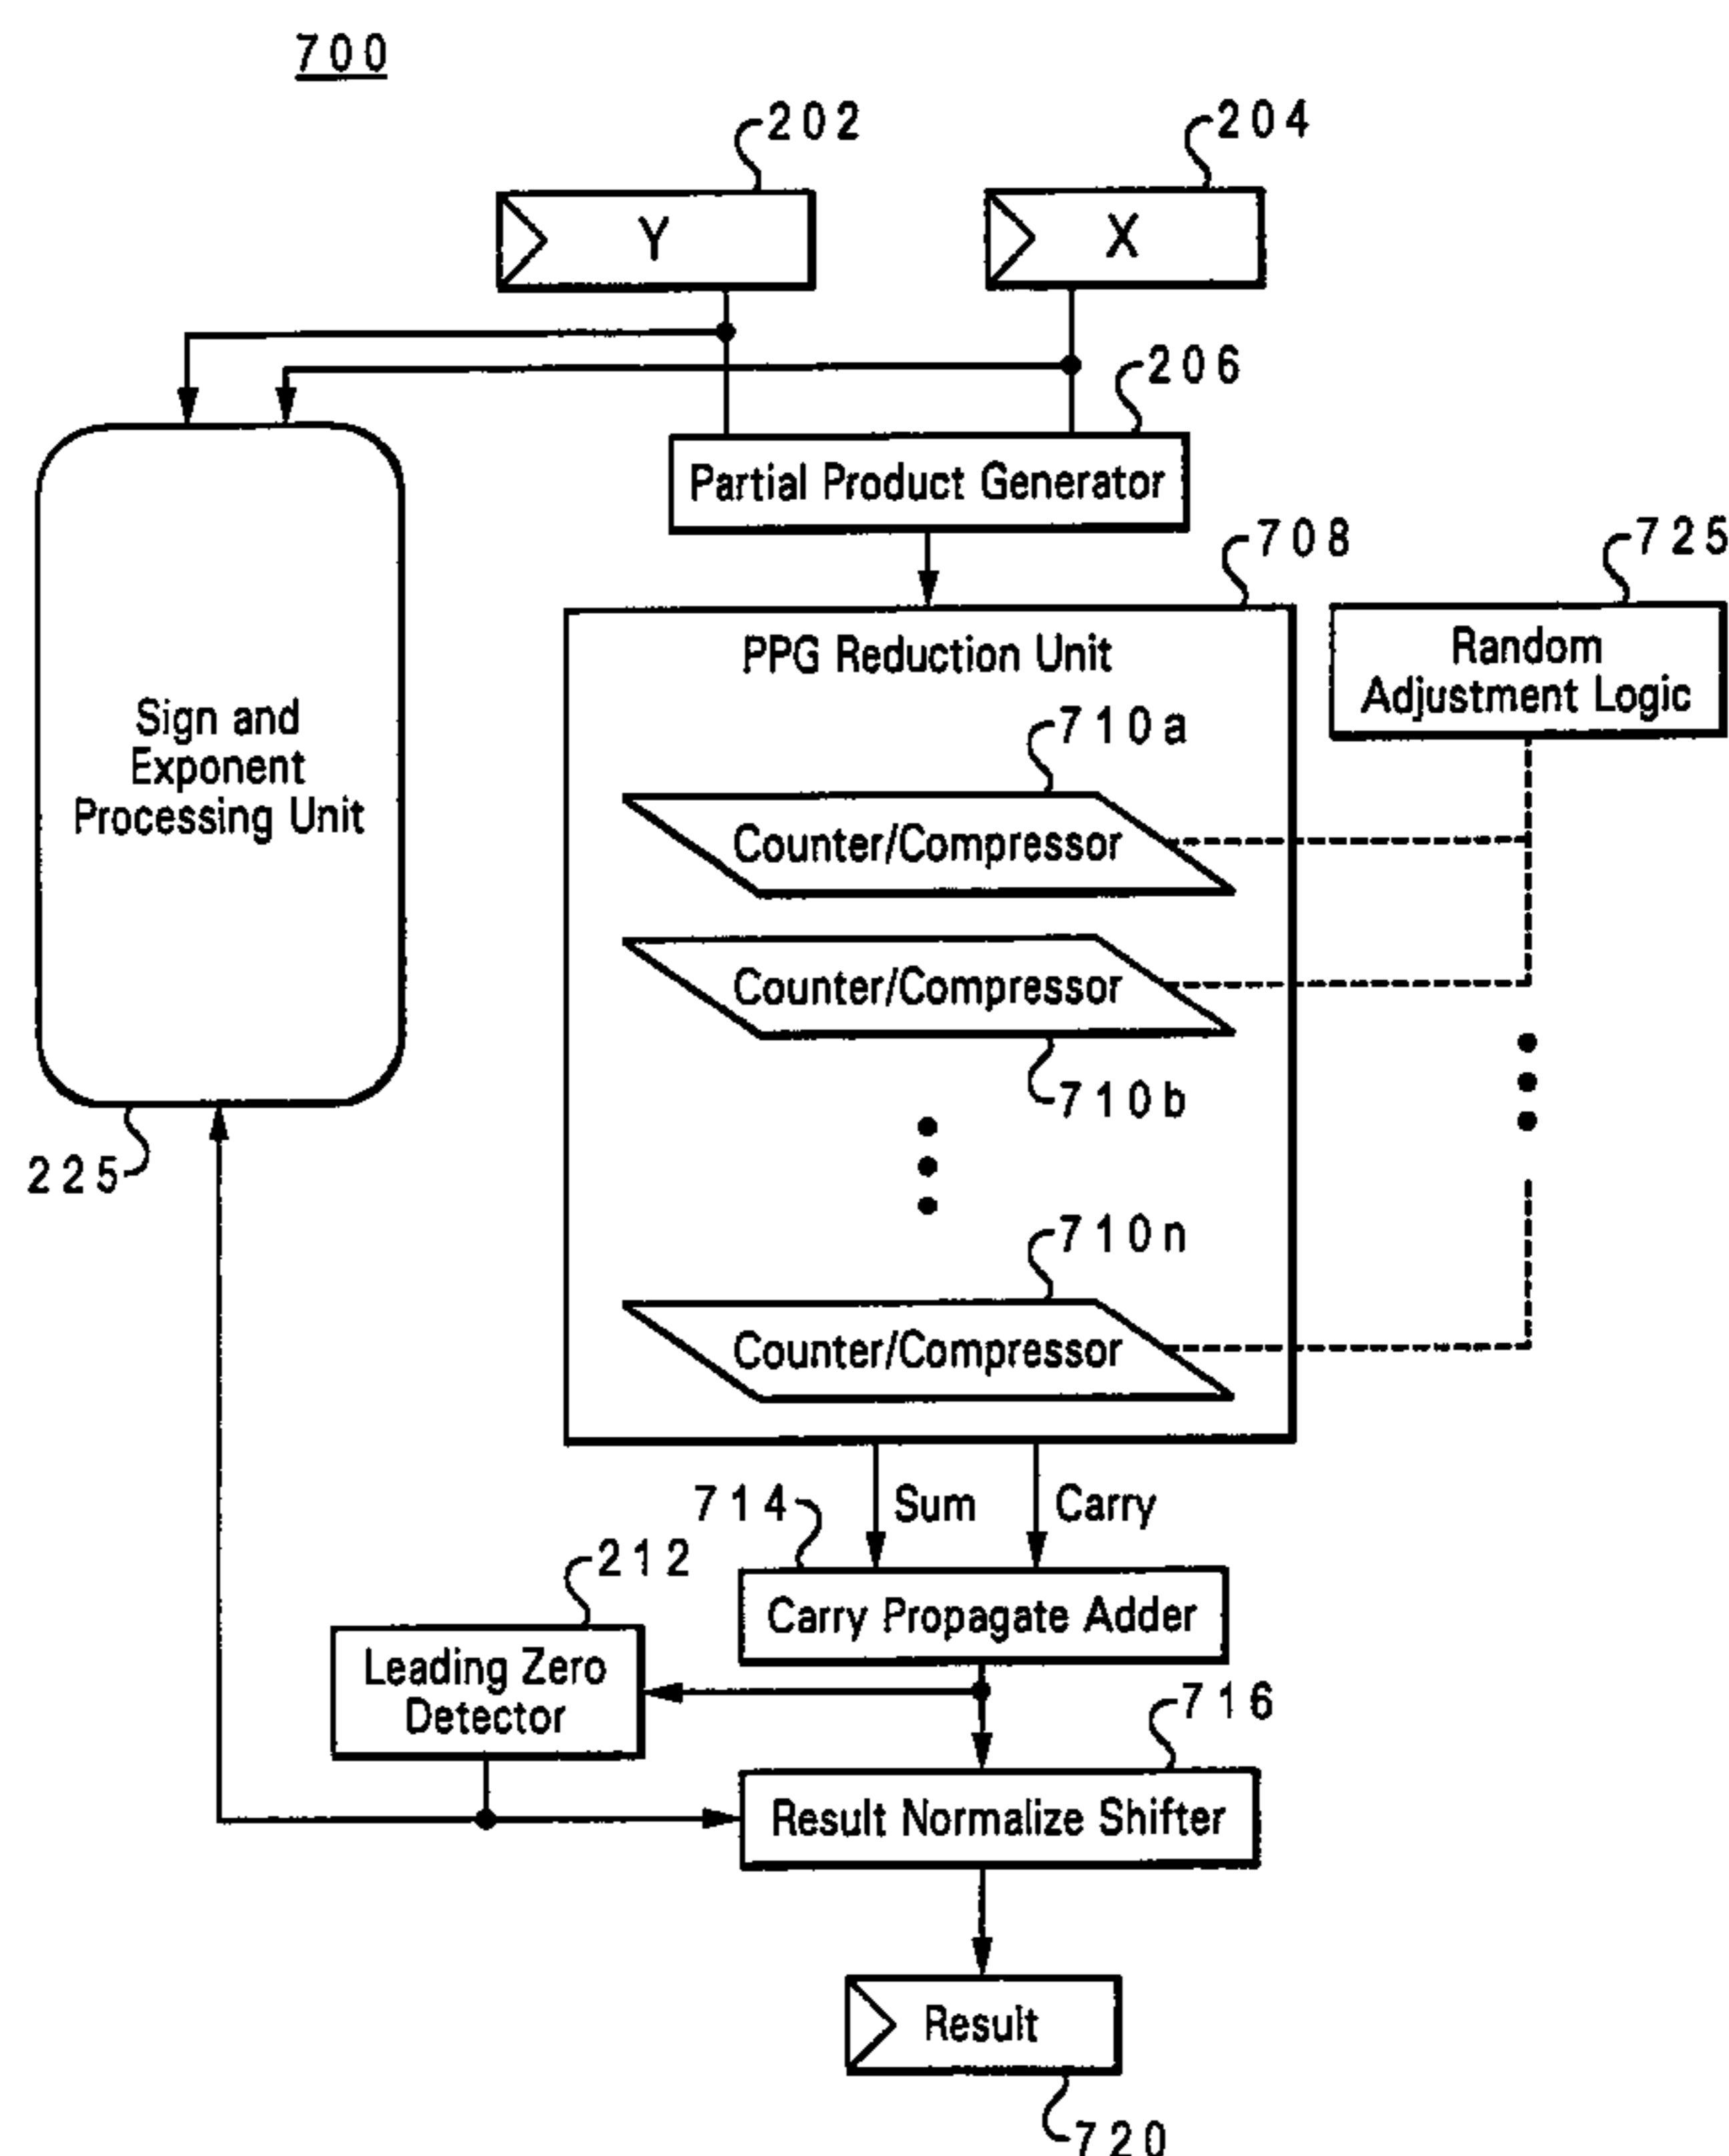 700
202
204
Y
X
206
Partial Product Generator
708
725
PPG Reduction Unit
Random
Adjustment Logic
710a
Sign and
Exponent
Processing Unit
Counter/Compressor
Counter/Compressor
710b
225
710n
Counter/Compressor
714
Sum
Carry
212
Carry Propagate Adder
Leading Zero
Detector
716
Result Normalize Shifter
Result
720